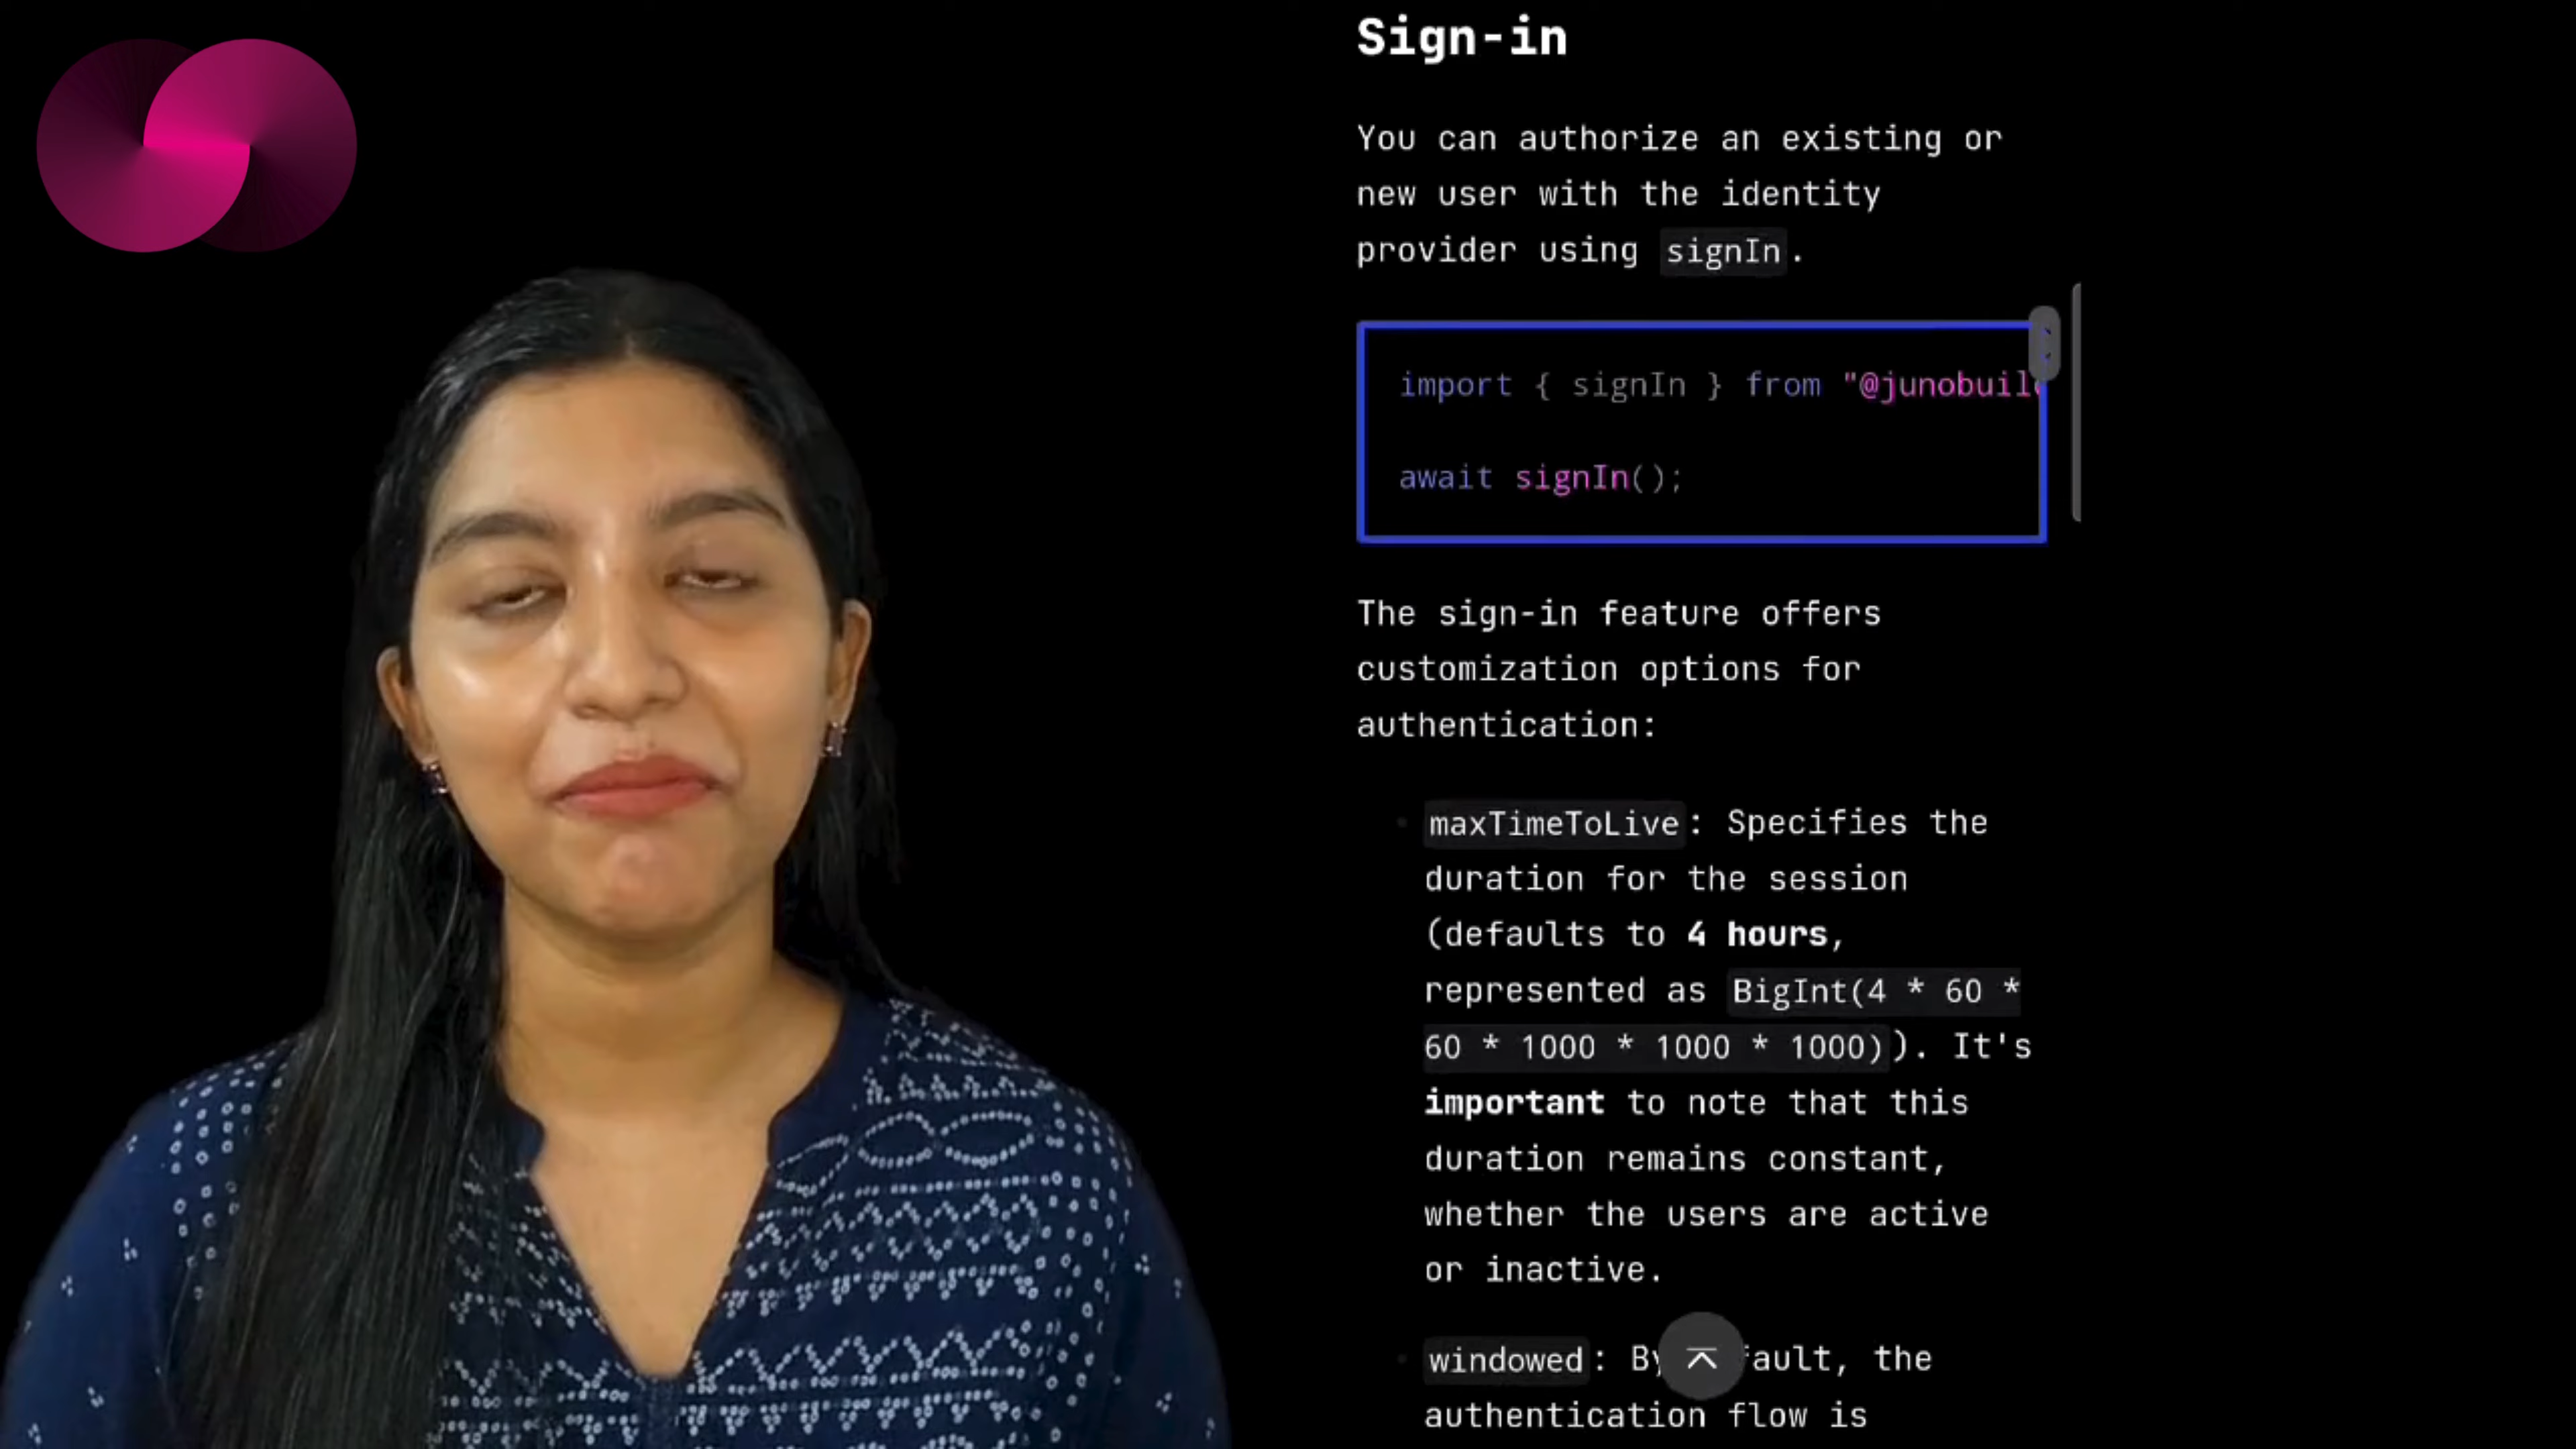 Sign-in
You can authorize an existing or
new user with the identity
provider using signIn.
import { signIn } from "@junobuil
await signIn();
The sign-in feature offers
customization options for
authentication:
maxTimeToLive: Specifies the
duration for the session
(defaults to 4 hours,
represented as BigInt(4 * 60 *
60 * 1000 * 1000 * 1000)). It's
important to note that this
duration remains constant,
whether the users are active
or inactive.
windowed: By fault, the
authentication flow is